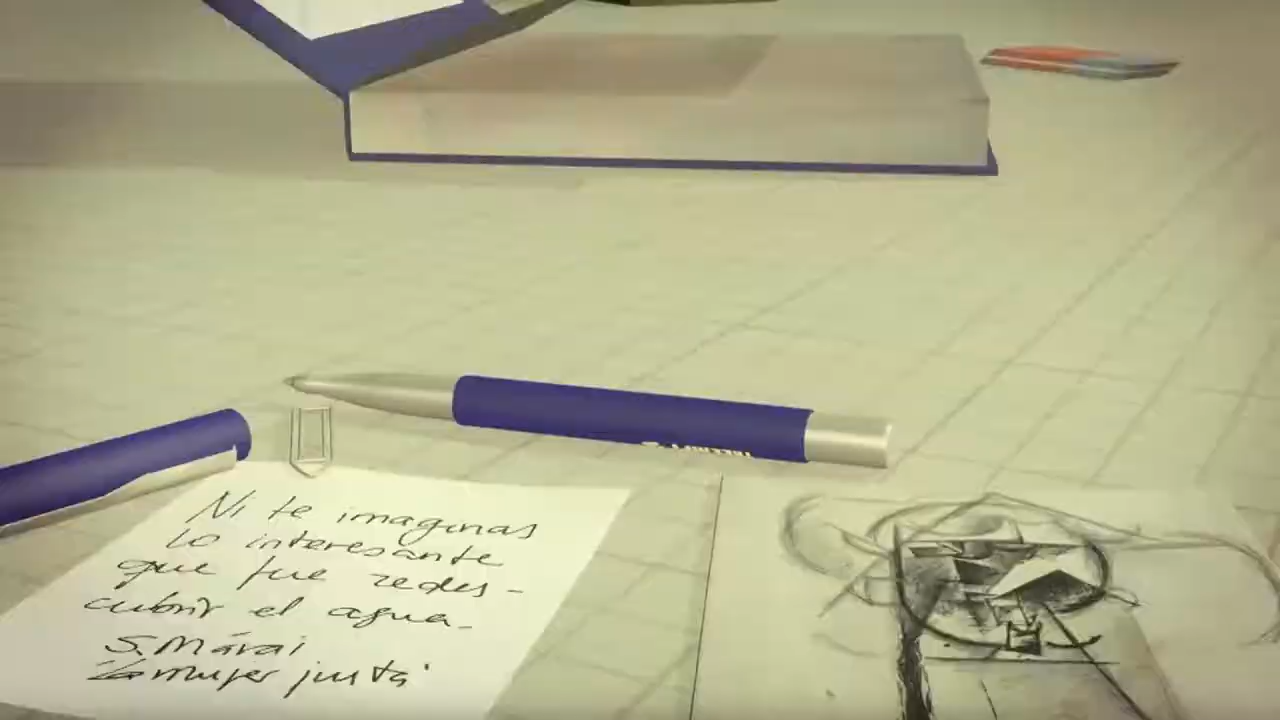 Ni te imaginas
lo interesante
que fue redes-
cubrir el agua.
S. Márai
"La mujer justa"